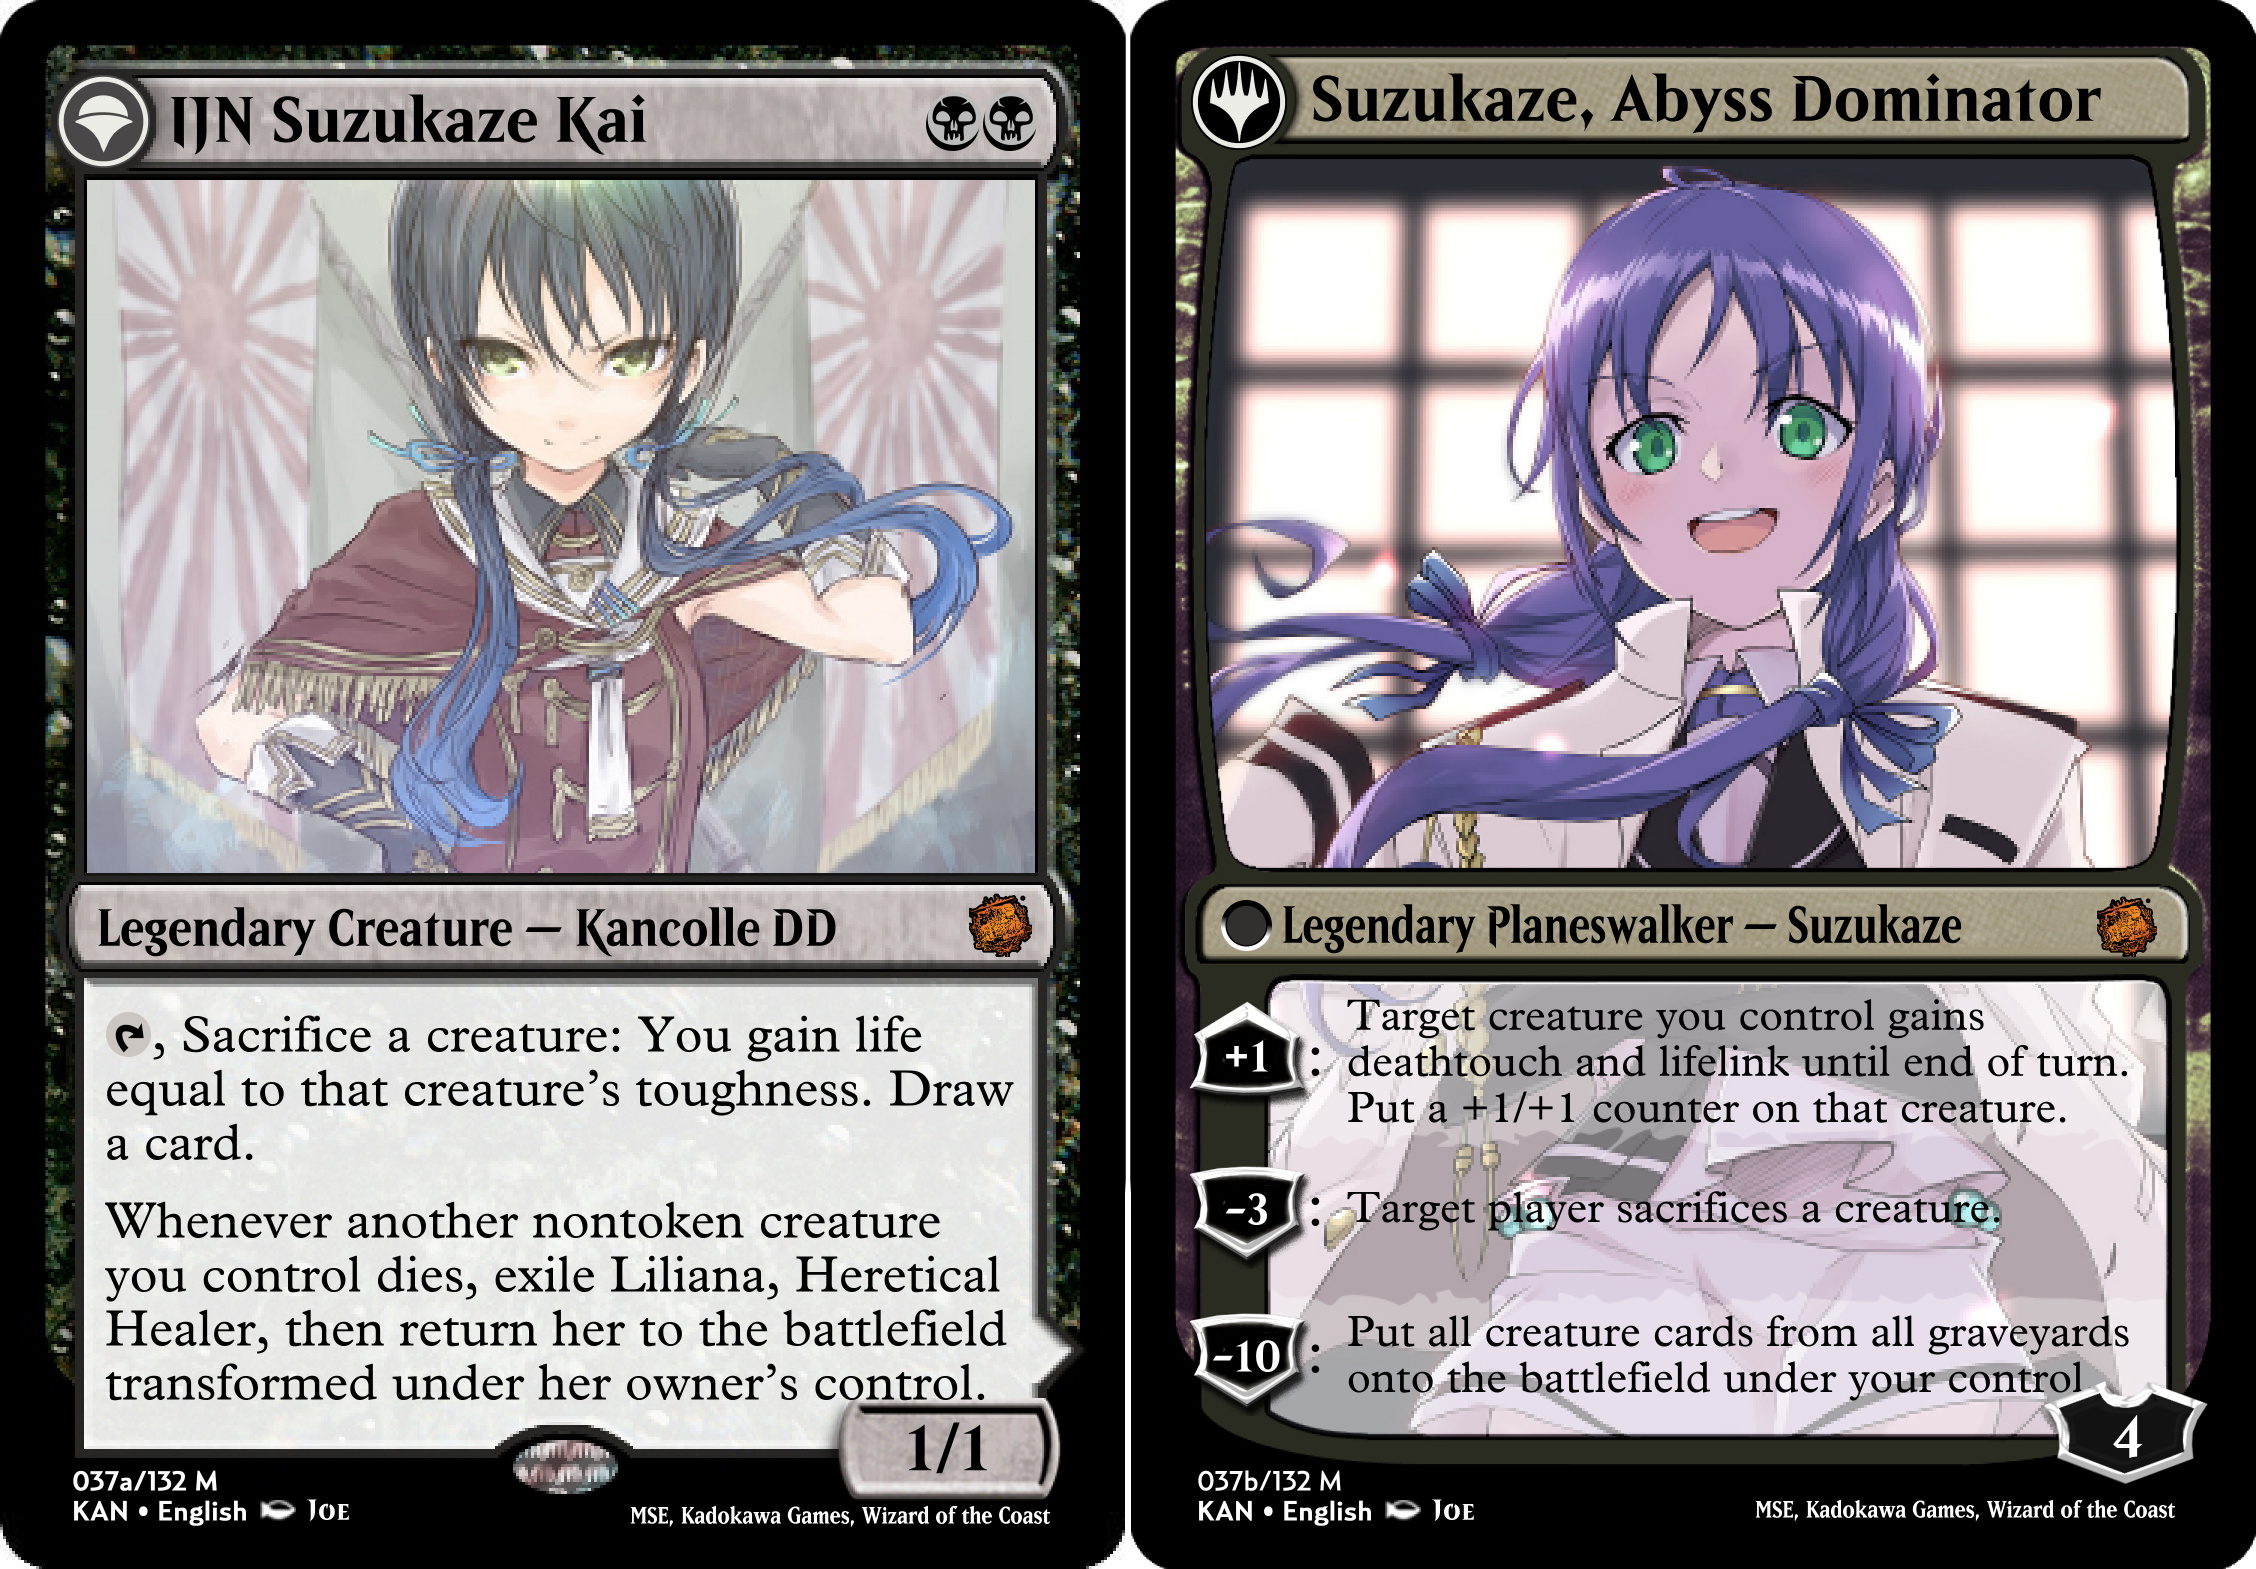 IJN Suzukaze Kai
Legendary Creature — Kancolle DD
, Sacrifice a creature: You gain life
equal to that creature's toughness. Draw
a card.
Whenever another nontoken creature
you control dies, exile Liliana, Heretical
Healer, then return her to the battlefield
transformed under her owner's control.
1/1
037a/132 M
KAN • English JOE
MSE, Kadokawa Games, Wizard of the Coast
Suzukaze, Abyss Dominator
Legendary Planeswalker — Suzukaze
+1 : Target creature you control gains
deathtouch and lifelink until end of turn.
Put a +1/+1 counter on that creature.
-3 : Target player sacrifices a creature.
-10 : Put all creature cards from all graveyards
onto the battlefield under your control
4
037b/132 M
KAN • English JOE
MSE, Kadokawa Games, Wizard of the Coast